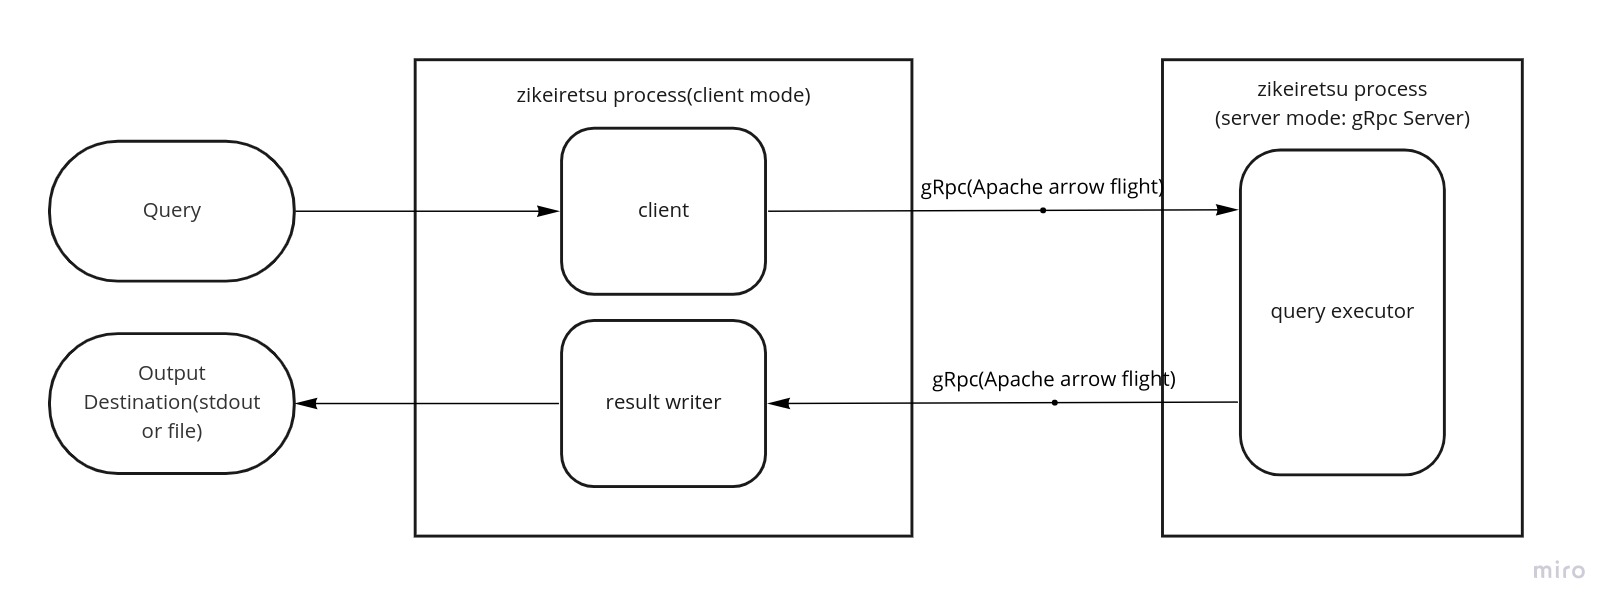 zikeiretsu process(client mode)
zikeiretsu process
(server mode: gRpc Server)
Query
client
gRpc(Apache arrow flight)
query executor
Output
Destination(stdout
or file)
result writer
gRpc(Apache arrow flight)
miro